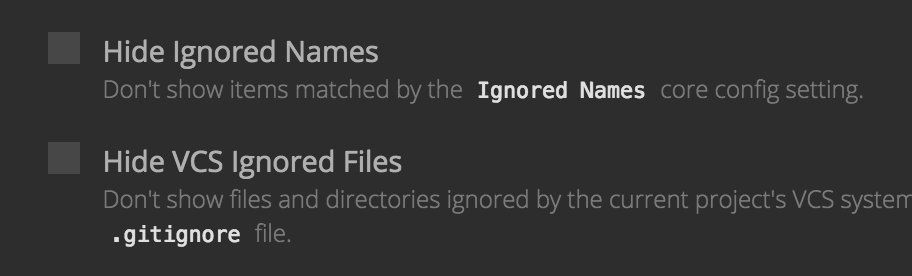 Hide Ignored Names
Don't show items matched by the Ignored Names core config setting.
Hide VCS Ignored Files
Don't show files and directories ignored by the current project's VCS system
.gitignore file.